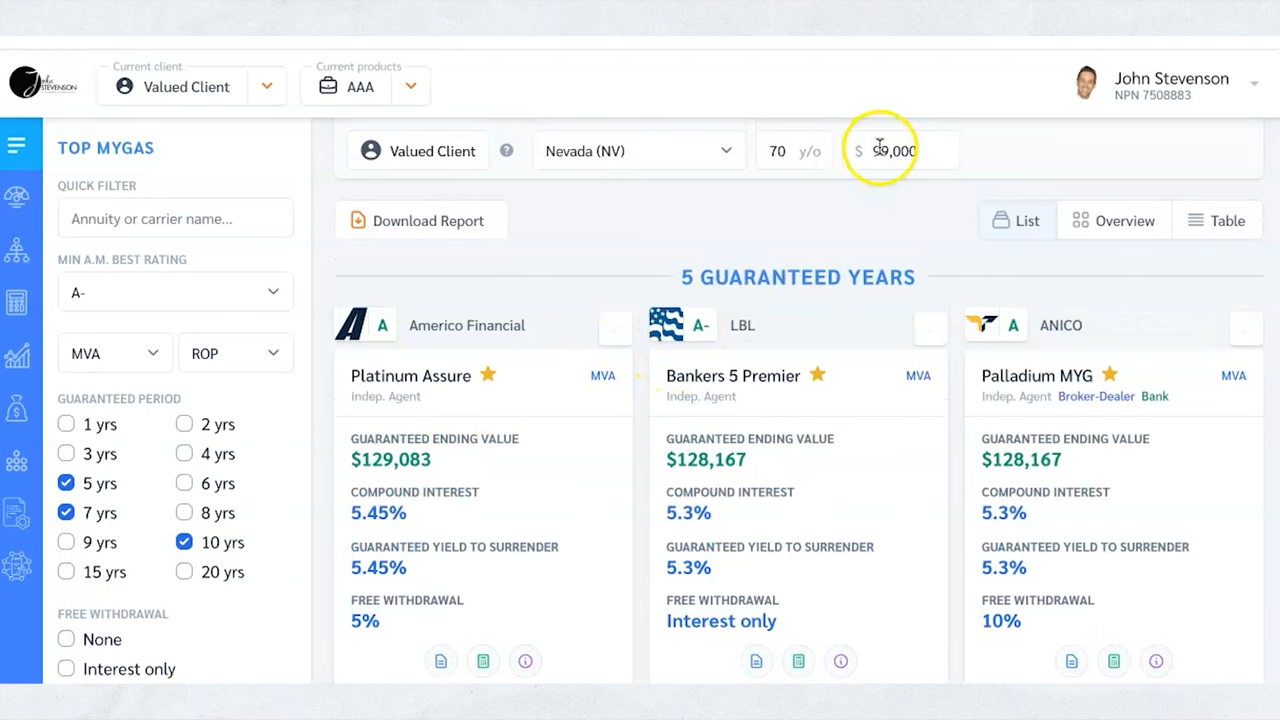 Current client
Valued Client
Current products
AAA
John Stevenson
NPN 7508883
John
STEVENSON
TOP MYGAS
QUICK FILTER
Annuity or carrier name...
MIN A.M. BEST RATING
A-
MVA
ROP
GUARANTEED PERIOD
1 yrs
2 yrs
3 yrs
4 yrs
5 yrs
6 yrs
7 yrs
8 yrs
9 yrs
10 yrs
15 yrs
20 yrs
FREE WITHDRAWAL
None
Interest only
Valued Client
?
Nevada (NV)
70 y/o
$ 99,000
Download Report
List
Overview
Table
5 GUARANTEED YEARS
A Americo Financial
Platinum Assure
MVA
Indep. Agent
GUARANTEED ENDING VALUE
$129,083
COMPOUND INTEREST
5.45%
GUARANTEED YIELD TO SURRENDER
5.45%
FREE WITHDRAWAL
5%
A- LBL
Bankers 5 Premier
MVA
Indep. Agent
GUARANTEED ENDING VALUE
$128,167
COMPOUND INTEREST
5.3%
GUARANTEED YIELD TO SURRENDER
5.3%
FREE WITHDRAWAL
Interest only
A ANICO
Palladium MYG
MVA
Indep. Agent Broker-Dealer Bank
GUARANTEED ENDING VALUE
$128,167
COMPOUND INTEREST
5.3%
GUARANTEED YIELD TO SURRENDER
5.3%
FREE WITHDRAWAL
10%